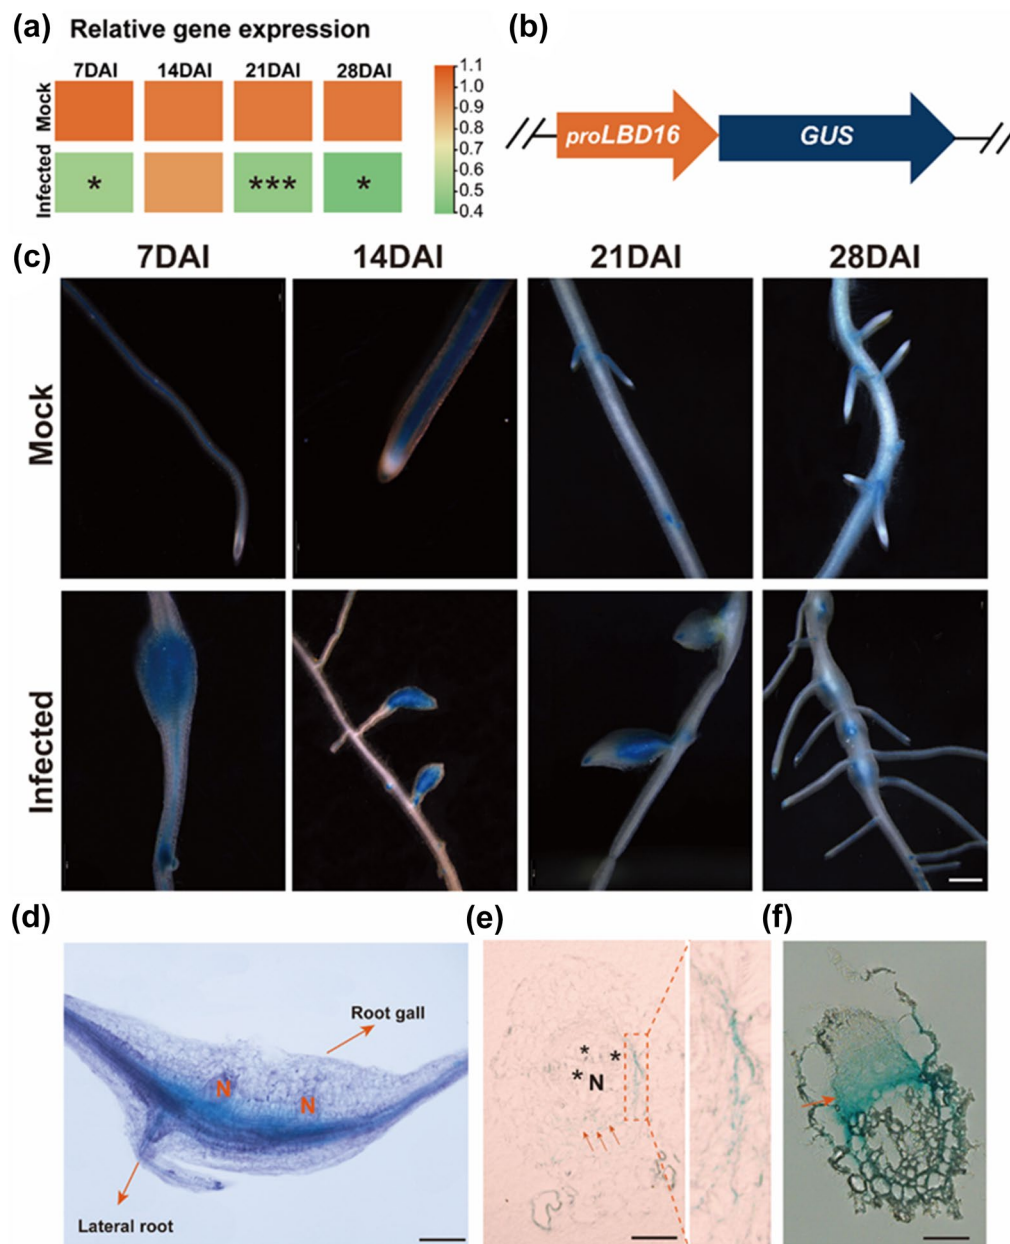 (a) Relative gene expression
7DAI 14DAI 21DAI 28DAI
Mock
Infected
* *** *
1.1
1.0
0.9
0.8
0.7
0.6
0.5
0.4
(b)
proLBD16 GUS
(c)
7DAI 14DAI 21DAI 28DAI
Mock
Infected
(d)
Root gall
N
N
Lateral root
(e)
* *
*
N
(f)